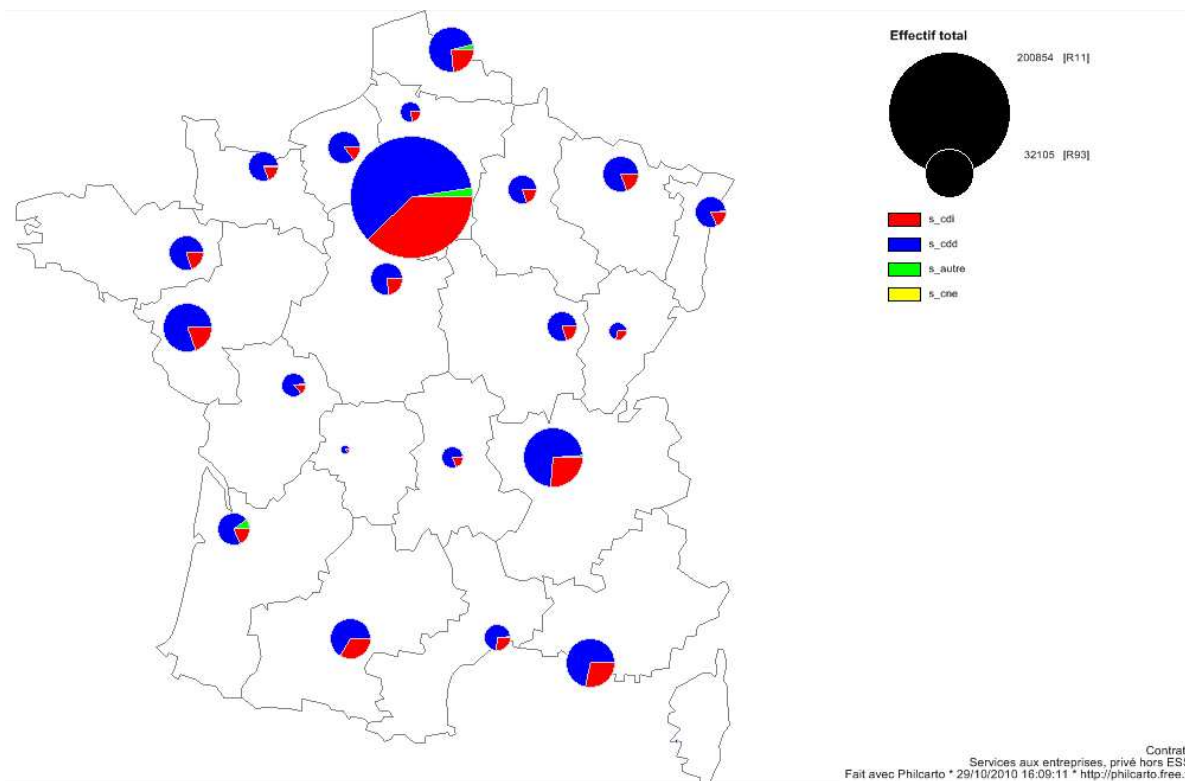 Effectif total
200854 [R11]
32105 [R93]
s_cdi
s_cdd
s_autre
s_cne
Contrat
Services aux entreprises, privé hors ESS
Fait avec Philcarto * 29/10/2010 16:09:11 * http://philcarto.free.